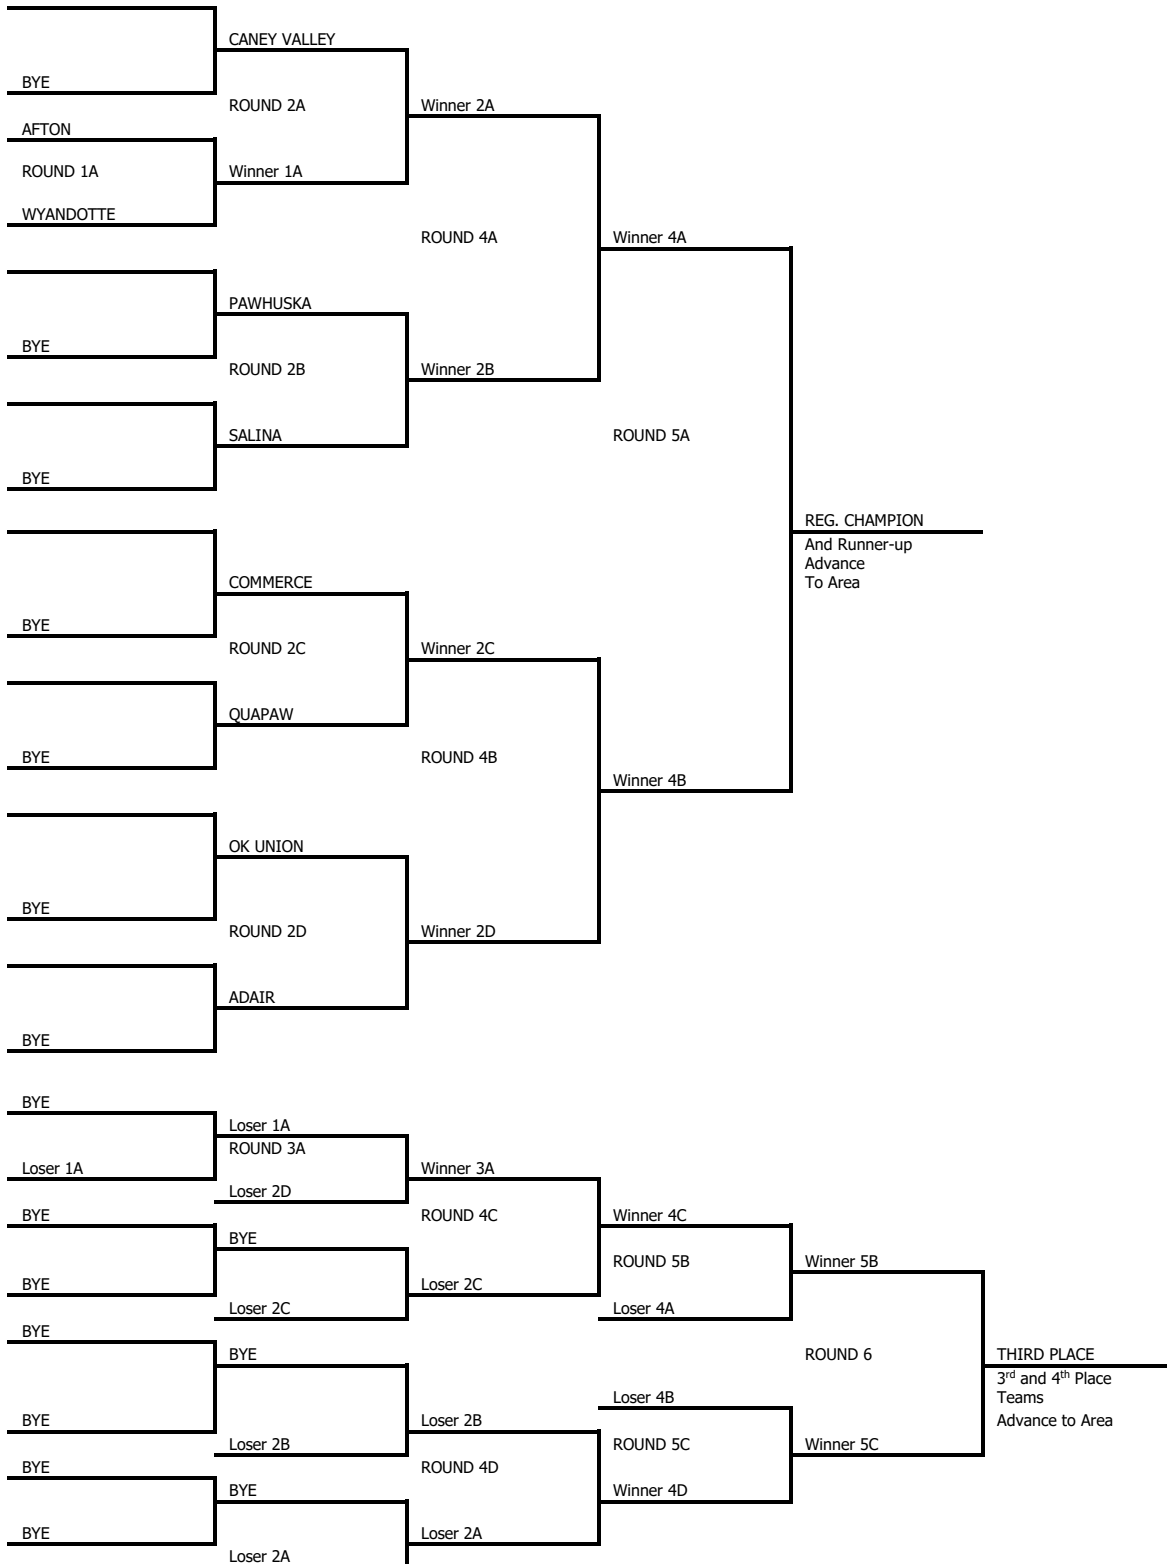 CANEY VALLEY
BYE
ROUND 2A
Winner 2A
AFTON
ROUND 1A
Winner 1A
WYANDOTTE
ROUND 4A
Winner 4A
PAWHUSKA
BYE
ROUND 2B
Winner 2B
SALINA
ROUND 5A
BYE
REG. CHAMPION
And Runner-up
Advance
To Area
COMMERCE
BYE
ROUND 2C
Winner 2C
QUAPAW
BYE
ROUND 4B
Winner 4B
OK UNION
BYE
ROUND 2D
Winner 2D
ADAIR
BYE
BYE
Loser 1A
ROUND 3A
Loser 1A
Winner 3A
Loser 2D
BYE
ROUND 4C
Winner 4C
BYE
ROUND 5B
Winner 5B
BYE
Loser 2C
Loser 2C
Loser 4A
BYE
BYE
ROUND 6
THIRD PLACE
3rd and 4th Place
Teams
Advance to Area
Loser 4B
BYE
Loser 2B
Loser 2B
ROUND 5C
Winner 5C
BYE
ROUND 4D
BYE
Winner 4D
BYE
Loser 2A
Loser 2A